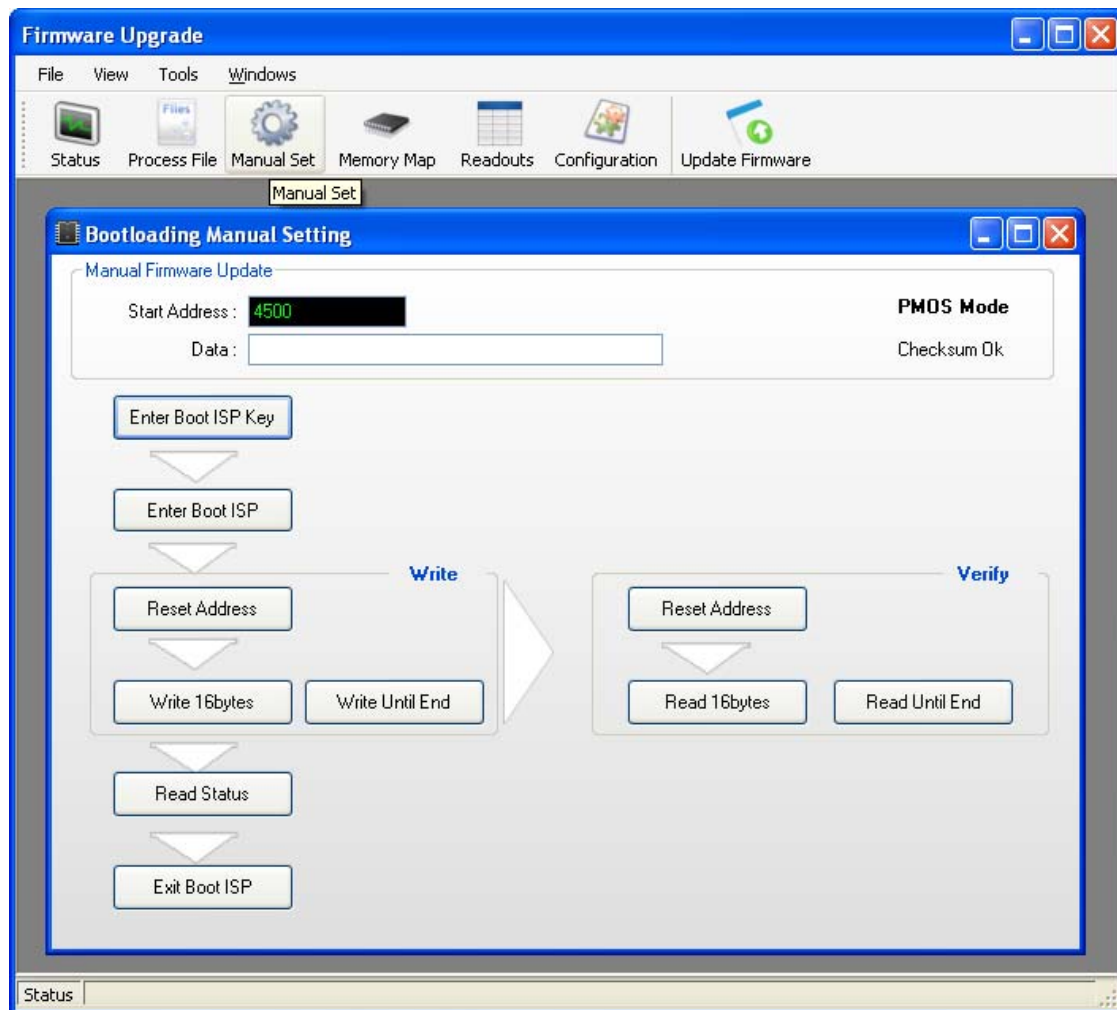 Firmware Upgrade
File View Tools Windows
Files
Status Process File Manual Set Memory Map Readouts Configuration Update Firmware
Manual Set
Bootloading Manual Setting
Manual Firmware Update
Start Address : 4500 PMOS Mode
Data : Checksum Ok
Enter Boot ISP Key
Enter Boot ISP
Write Verify
Reset Address Reset Address
Write 16bytes Write Until End Read 16bytes Read Until End
Read Status
Exit Boot ISP
Status